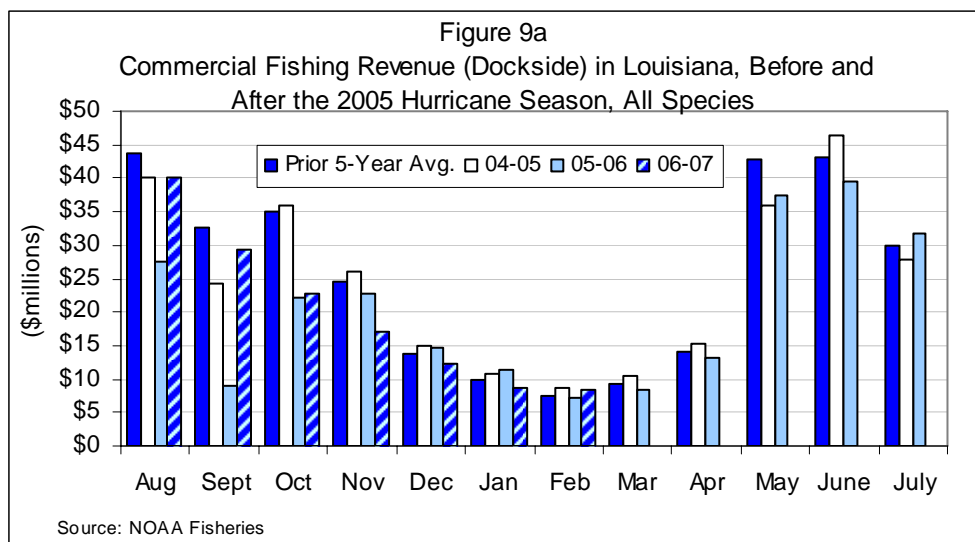 Figure 9a
Commercial Fishing Revenue (Dockside) in Louisiana, Before and
After the 2005 Hurricane Season, All Species
$50
$45
$40
$35
$30
$25
$20
$15
$10
$5
$0
($millions)
Prior 5-Year Avg. 04-05 05-06 06-07
Aug Sept Oct Nov Dec Jan Feb Mar Apr May June July
Source: NOAA Fisheries